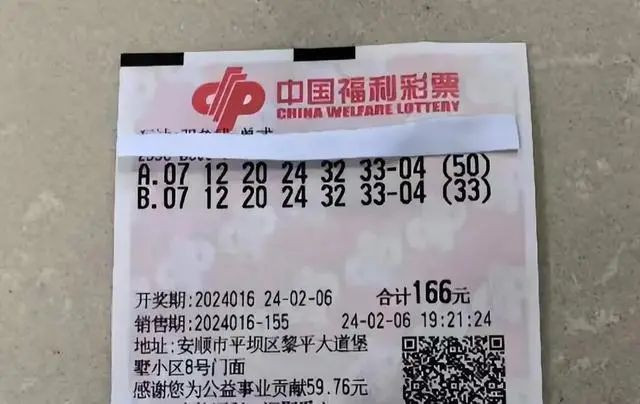 中国福利彩票
CHINA WELFARE LOTTERY
A.07 12 20 24 32 33-04 (50)
B.07 12 20 24 32 33-04 (33)
开奖期:2024016 24-02-06 合计166元
销售期:2024016-155 24-02-06 19:21:24
地址:安顺市平坝区黎平大道堡
墅小区8号门面
感谢您为公益事业贡献59.76元